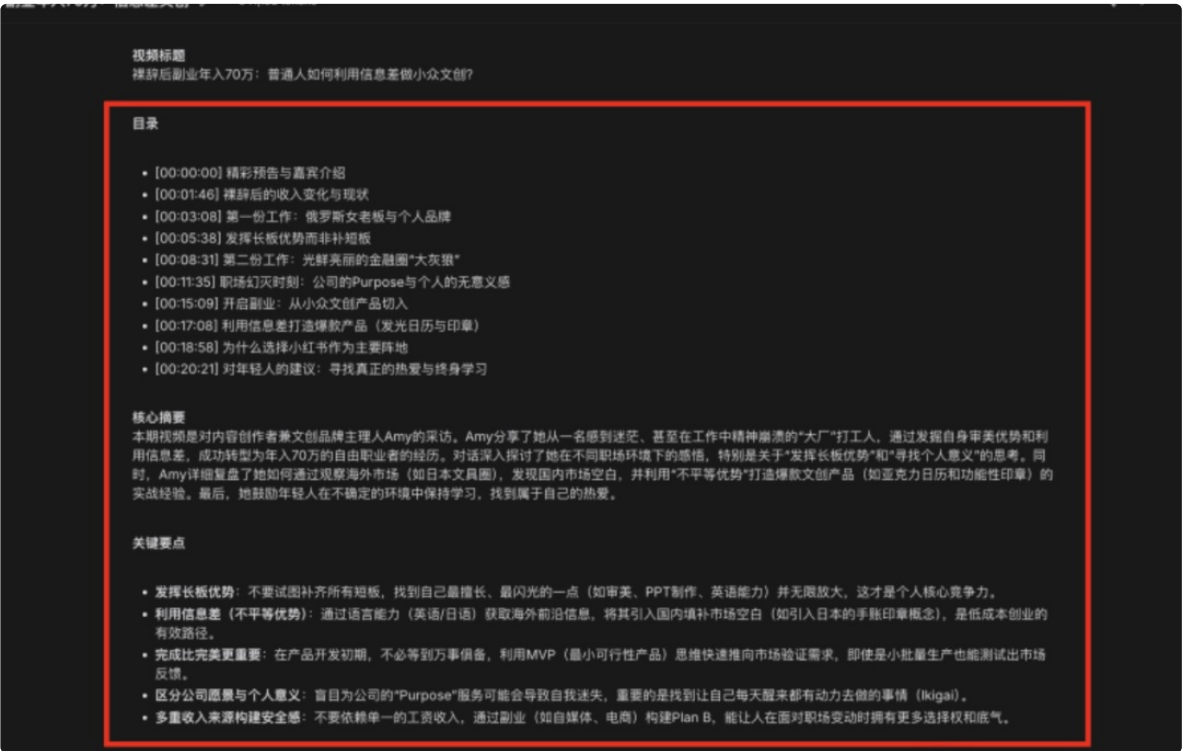 视频标题
裸辞后副业年入70万：普通人如何利用信息差做小众文创？
目录
• [00:00:00] 精彩预告与嘉宾介绍
• [00:01:46] 裸辞后的收入变化与现状
• [00:03:08] 第一份工作：俄罗斯女老板与个人品牌
• [00:05:38] 发挥长板优势而非补短板
• [00:08:31] 第二份工作：光鲜亮丽的金融圈“大灰狼”
• [00:11:35] 职场幻灭时刻：公司的Purpose与个人的无意义感
• [00:15:09] 开启副业：从小众文创产品切入
• [00:17:08] 利用信息差打造爆款产品（发光日历与印章）
• [00:18:58] 为什么选择小红书作为主要阵地
• [00:20:21] 对年轻人的建议：寻找真正的热爱与终身学习
核心摘要
本期视频是对内容创作者兼文创品牌主理人Amy的采访。Amy分享了她从一名感到迷茫、甚至在工作中精神崩溃的“大厂”打工人，通过发掘自身审美优势和利
用信息差，成功转型为年入70万的自由职业者的经历。对话深入探讨了她在不同职场环境下的感悟，特别是关于“发挥长板优势”和“寻找个人意义”的思考。同
时，Amy详细复盘了她如何通过观察海外市场（如日本文具圈），发现国内市场空白，并利用“不平等优势”打造爆款文创产品（如亚克力日历和功能性印章）的
实战经验。最后，她鼓励年轻人在不确定的环境中保持学习，找到属于自己的热爱。
关键要点
• 发挥长板优势：不要试图补齐所有短板，找到自己最擅长、最闪光的一点（如审美、PPT制作、英语能力）并无限放大，这才是个人核心竞争力。
• 利用信息差（不平等优势）：通过语言能力（英语/日语）获取海外前沿信息，将其引入国内填补市场空白（如引入日本的手账印章概念），是低成本创业的
有效路径。
• 完成比完美更重要：在产品开发初期，不必等到万事俱备，利用MVP（最小可行性产品）思维快速推向市场验证需求，即使是小批量生产也能测试出市场
反馈。
• 区分公司愿景与个人意义：盲目为公司的“Purpose”服务可能会导致自我迷失，重要的是找到让自己每天醒来都有动力去做的事情（Ikigai）。
• 多重收入来源构建安全感：不要依赖单一的工资收入，通过副业（如自媒体、电商）构建Plan B，能让人在面对职场变动时拥有更多选择权和底气。